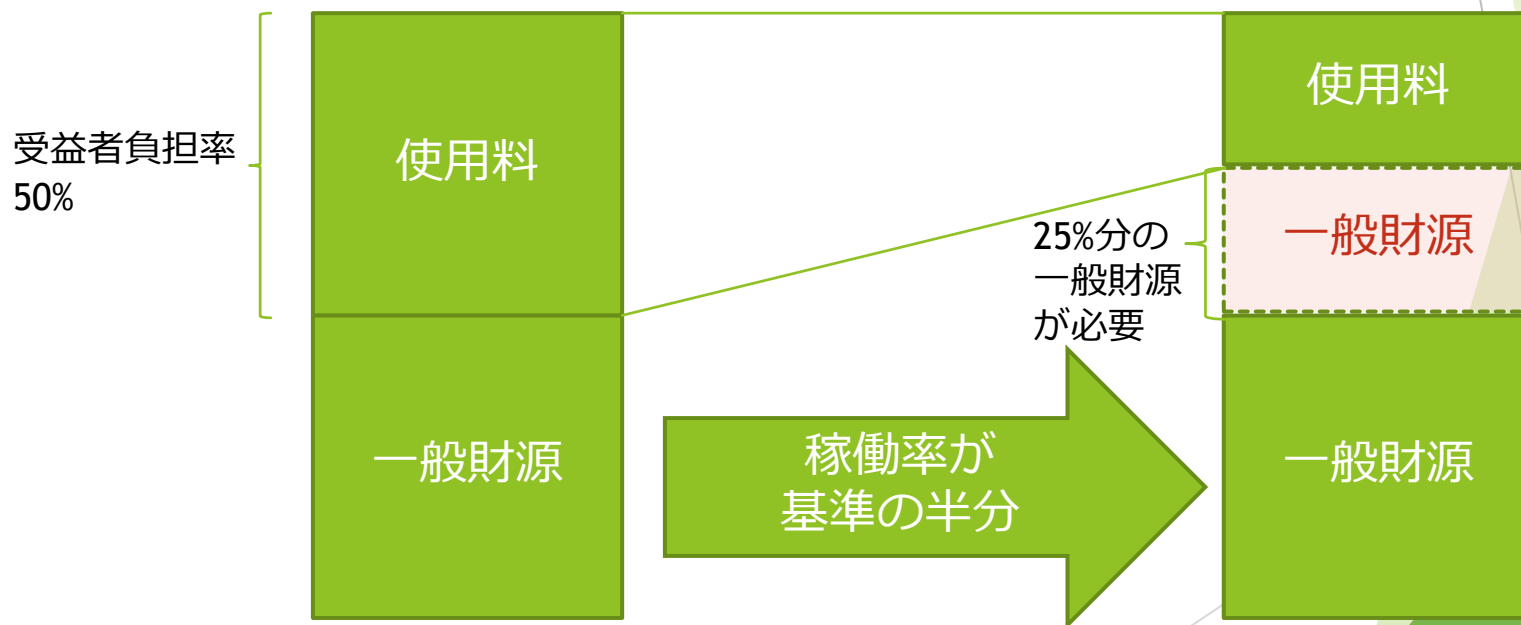 受益者負担率
50%
使用料
一般財源
稼働率が
基準の半分
25%分の
一般財源
が必要
使用料
一般財源
一般財源